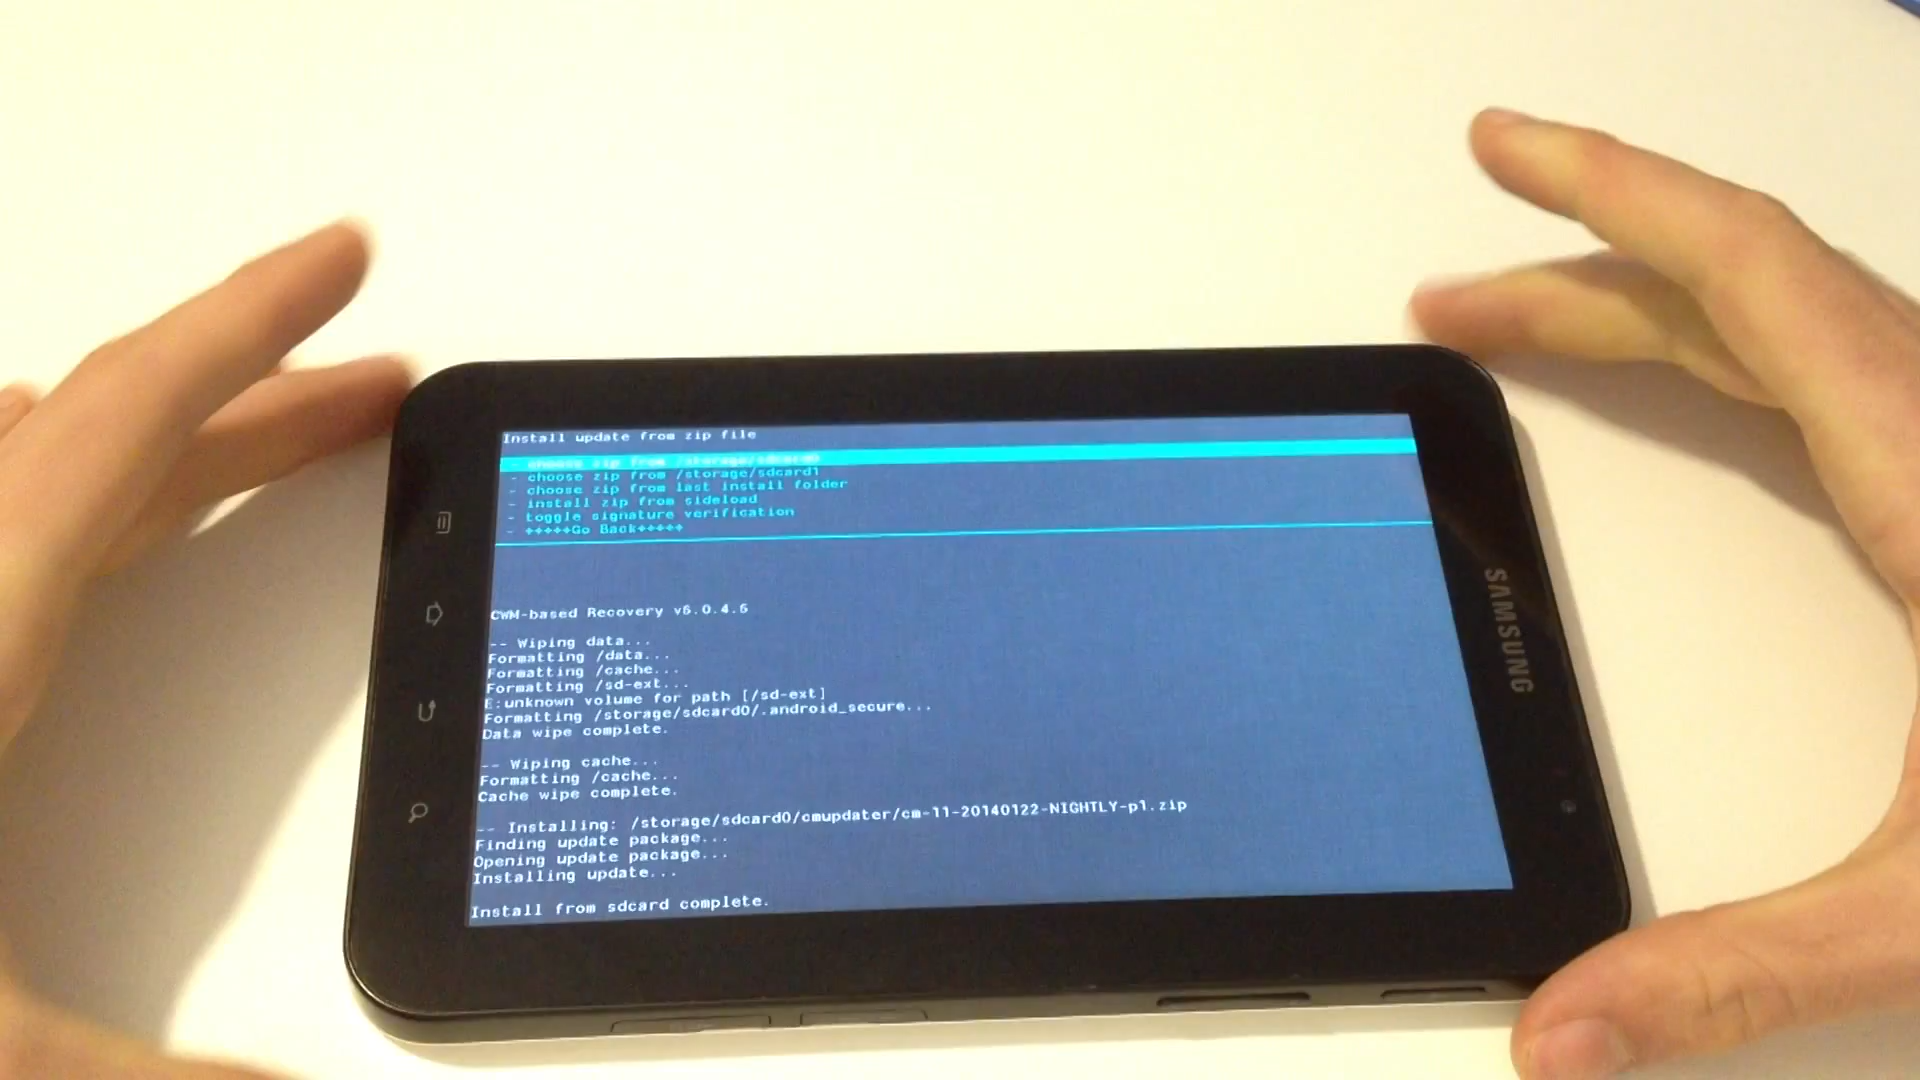 Install update from zip file
- choose zip from /storage/sdcard0
- choose zip from /storage/sdcard1
- choose zip from last install folder
- install zip from sideload
- toggle signature verification
- +++++Go Back+++++
CWM-based Recovery v6.0.4.6
-- Wiping data...
Formatting /data...
Formatting /cache...
Formatting /sd-ext...
E:unknown volume for path [/sd-ext]
Formatting /storage/sdcard0/.android_secure...
Data wipe complete.
-- Wiping cache...
Formatting /cache...
Cache wipe complete.
-- Installing: /storage/sdcard0/cmupdater/cm-11-20140122-NIGHTLY-p1.zip
Finding update package...
Opening update package...
Installing update...
Install from sdcard complete.
SAMSUNG